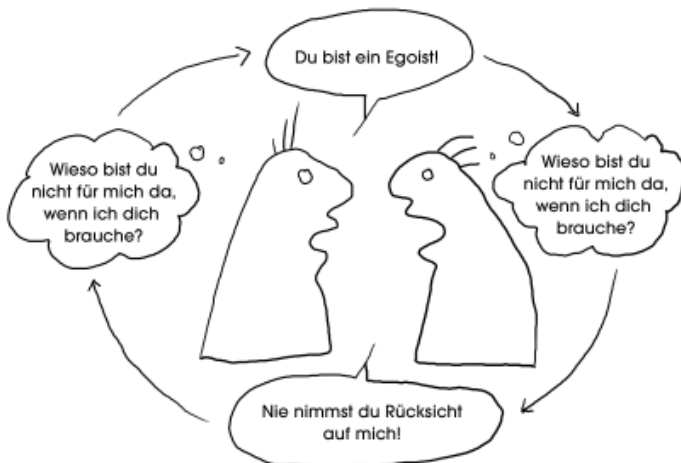 Du bist ein Egoist!
Wieso bist du
nicht für mich da,
wenn ich dich
brauche?
Wieso bist du
nicht für mich da,
wenn ich dich
brauche?
Nie nimmst du Rücksicht
auf mich!